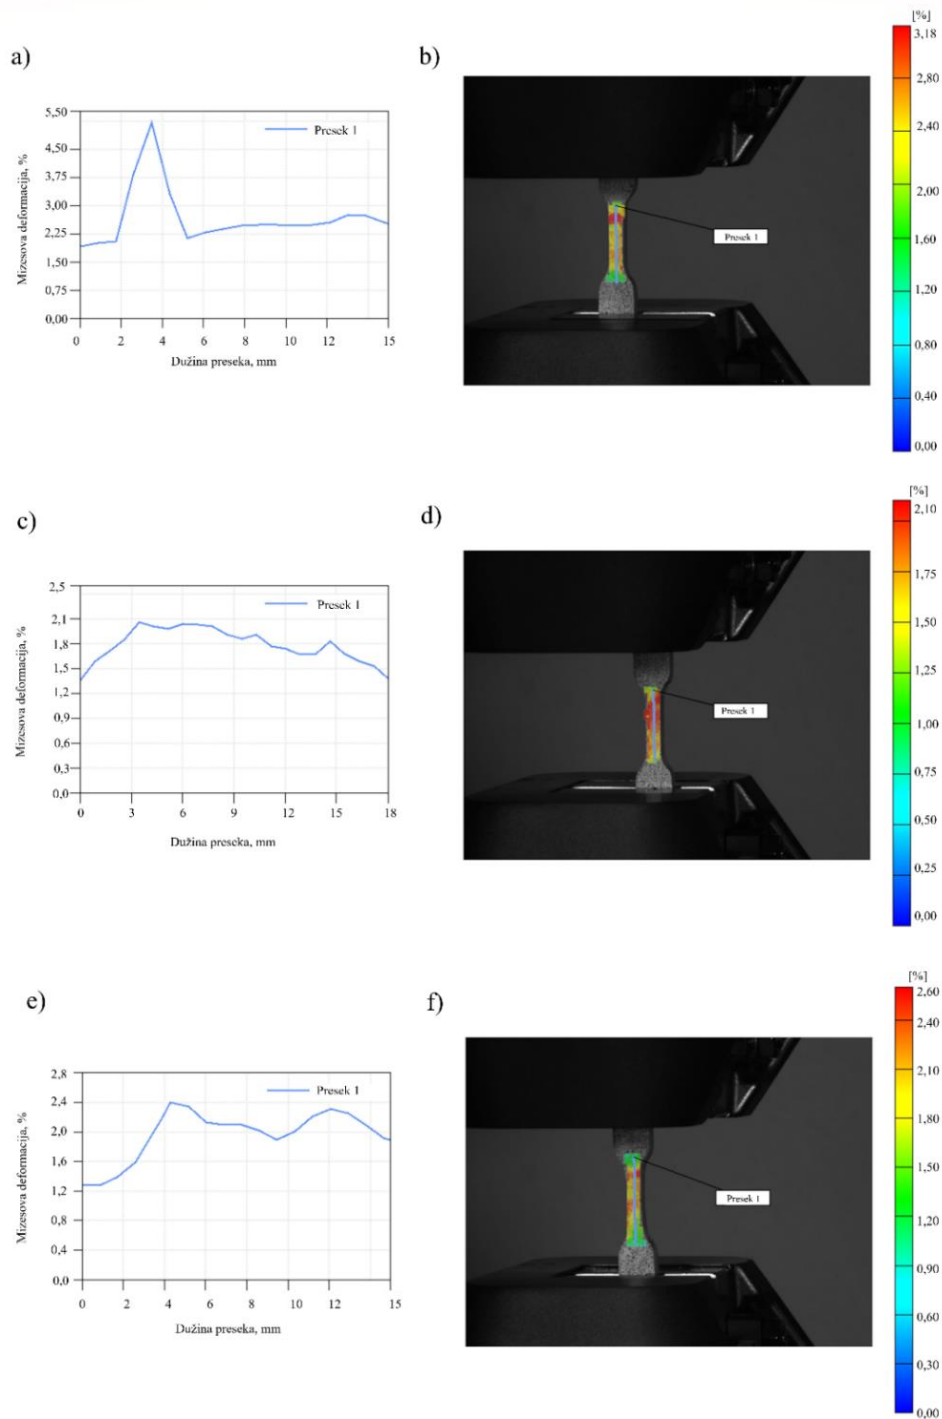 a)
Mizesova deformacija, %
5,50
4,50
3,75
3,00
2,25
1,50
0,75
0,00
Presek 1
0 2 4 6 8 10 12 15
Dužina preseka, mm
b)
Presek 1
[%]
3,18
2,80
2,40
2,00
1,60
1,20
0,80
0,40
0,00
c)
Mizesova deformacija, %
2,5
2,1
1,8
1,5
1,2
0,9
0,6
0,3
0,0
Presek 1
0 3 6 9 12 15 18
Dužina preseka, mm
d)
Presek 1
[%]
2,10
1,75
1,50
1,25
1,00
0,75
0,50
0,25
0,00
e)
Mizesova deformacija, %
2,8
2,4
2,0
1,6
1,2
0,8
0,4
0,0
Presek 1
0 2 4 6 8 10 12 15
Dužina preseka, mm
f)
Presek 1
[%]
2,60
2,40
2,10
1,80
1,50
1,20
0,90
0,60
0,30
0,00